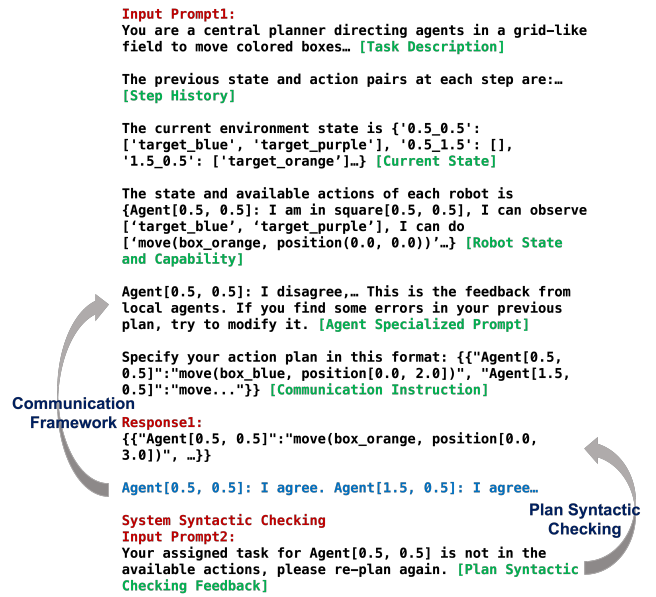 Input Prompt1:
You are a central planner directing agents in a grid-like
field to move colored boxes… [Task Description]
The previous state and action pairs at each step are:…
[Step History]
The current environment state is {'0.5_0.5':
['target_blue', 'target_purple'], '0.5_1.5': [],
'1.5_0.5': ['target_orange’]…} [Current State]
The state and available actions of each robot is
{Agent[0.5, 0.5]: I am in square[0.5, 0.5], I can observe
[‘target_blue’, ‘target_purple’], I can do
[‘move(box_orange, position(0.0, 0.0))’…} [Robot State
and Capability]
Agent[0.5, 0.5]: I disagree,… This is the feedback from
local agents. If you find some errors in your previous
plan, try to modify it. [Agent Specialized Prompt]
Specify your action plan in this format: {{"Agent[0.5,
0.5]":"move(box_blue, position[0.0, 2.0])", "Agent[1.5,
0.5]":"move..."}} [Communication Instruction]
Communication
Framework
Response1:
{{"Agent[0.5, 0.5]":"move(box_orange, position[0.0,
3.0])", …}}
Agent[0.5, 0.5]: I agree. Agent[1.5, 0.5]: I agree…
Plan Syntactic
Checking
System Syntactic Checking
Input Prompt2:
Your assigned task for Agent[0.5, 0.5] is not in the
available actions, please re-plan again. [Plan Syntactic
Checking Feedback]